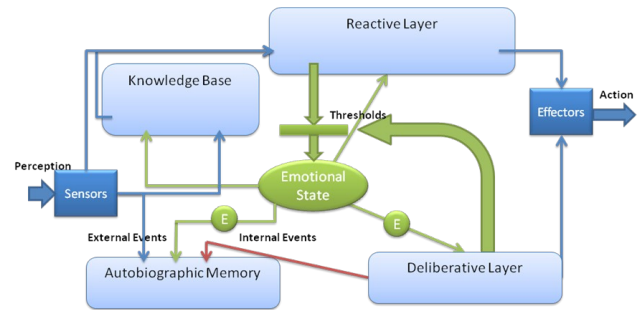 Reactive Layer
Knowledge Base
Thresholds
Effectors
Action
Perception
Sensors
Emotional
State
E
E
External Events
Internal Events
Autobiographic Memory
Deliberative Layer